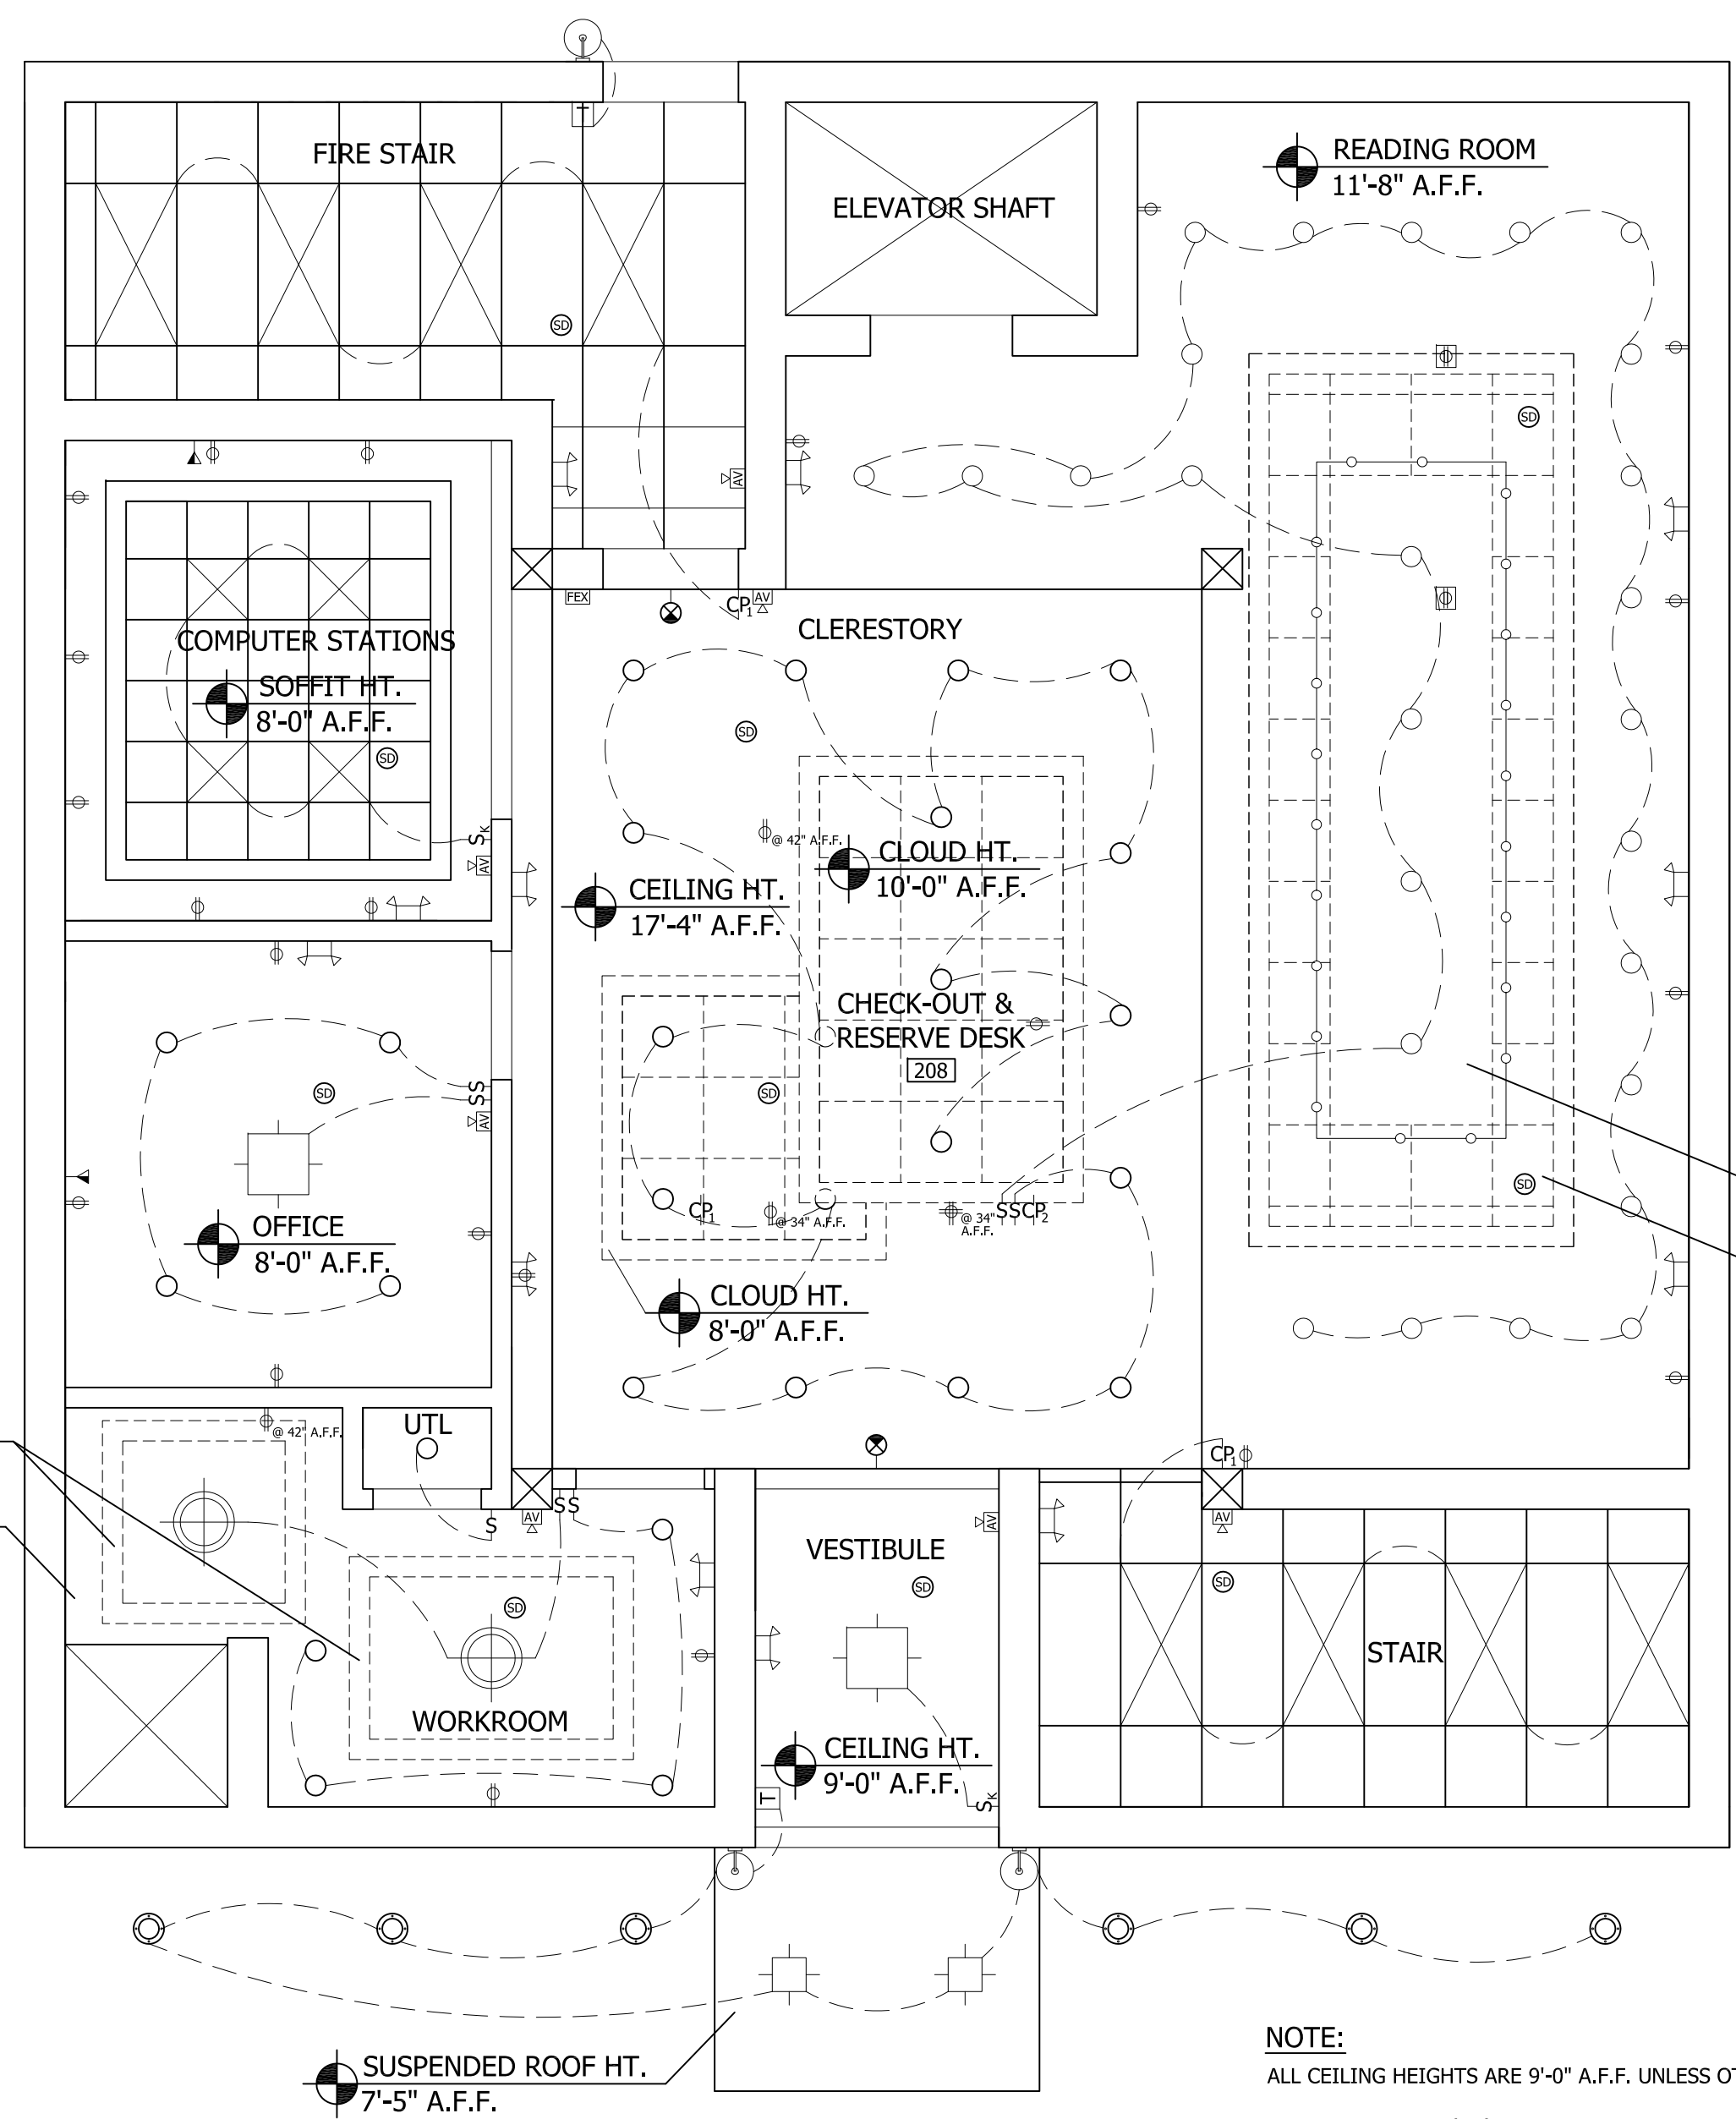 T
FIRE STAIR
ELEVATOR SHAFT
READING ROOM
11'-8" A.F.F.
SD
SD
AV
FEX
CP1
AV
CLERESTORY
COMPUTER STATIONS
SOFFIT HT.
8'-0" A.F.F.
SD
SD
SK
AV
@ 42" A.F.F.
CLOUD HT.
10'-0" A.F.F.
CEILING HT.
17'-4" A.F.F.
CHECK-OUT &
RESERVE DESK
208
SD
SD
SS
AV
SD
CP1
@ 34" A.F.F.
@ 34"
A.F.F.
SSCP2
OFFICE
8'-0" A.F.F.
CLOUD HT.
8'-0" A.F.F.
UTL
@ 42" A.F.F.
CP1
S
SS
AV
AV
AV
VESTIBULE
SD
SD
SD
STAIR
WORKROOM
CEILING HT.
9'-0" A.F.F.
T
SK
SUSPENDED ROOF HT.
7'-5" A.F.F.
NOTE:
ALL CEILING HEIGHTS ARE 9'-0" A.F.F. UNLESS